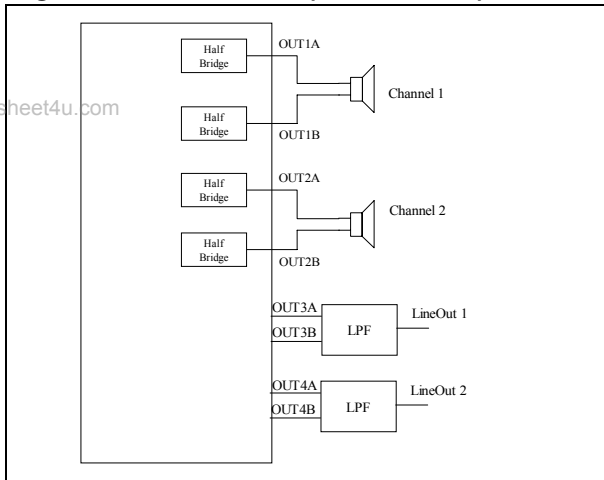 Half
Bridge
OUT1A
Channel 1
Half
Bridge
OUT1B
Half
Bridge
OUT2A
Channel 2
Half
Bridge
OUT2B
OUT3A
OUT3B
LPF
LineOut 1
OUT4A
OUT4B
LPF
LineOut 2
sheet4u.com